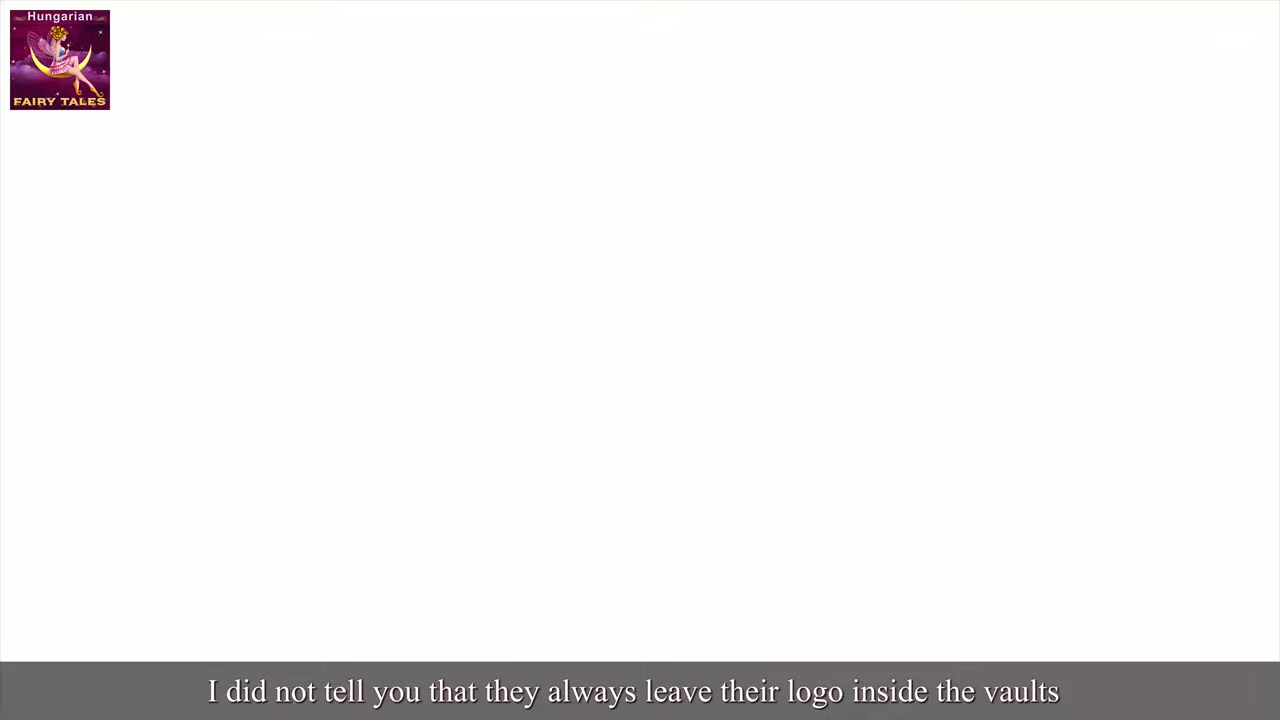 Hungarian
FAIRY TALES
I did not tell you that they always leave their logo inside the vaults